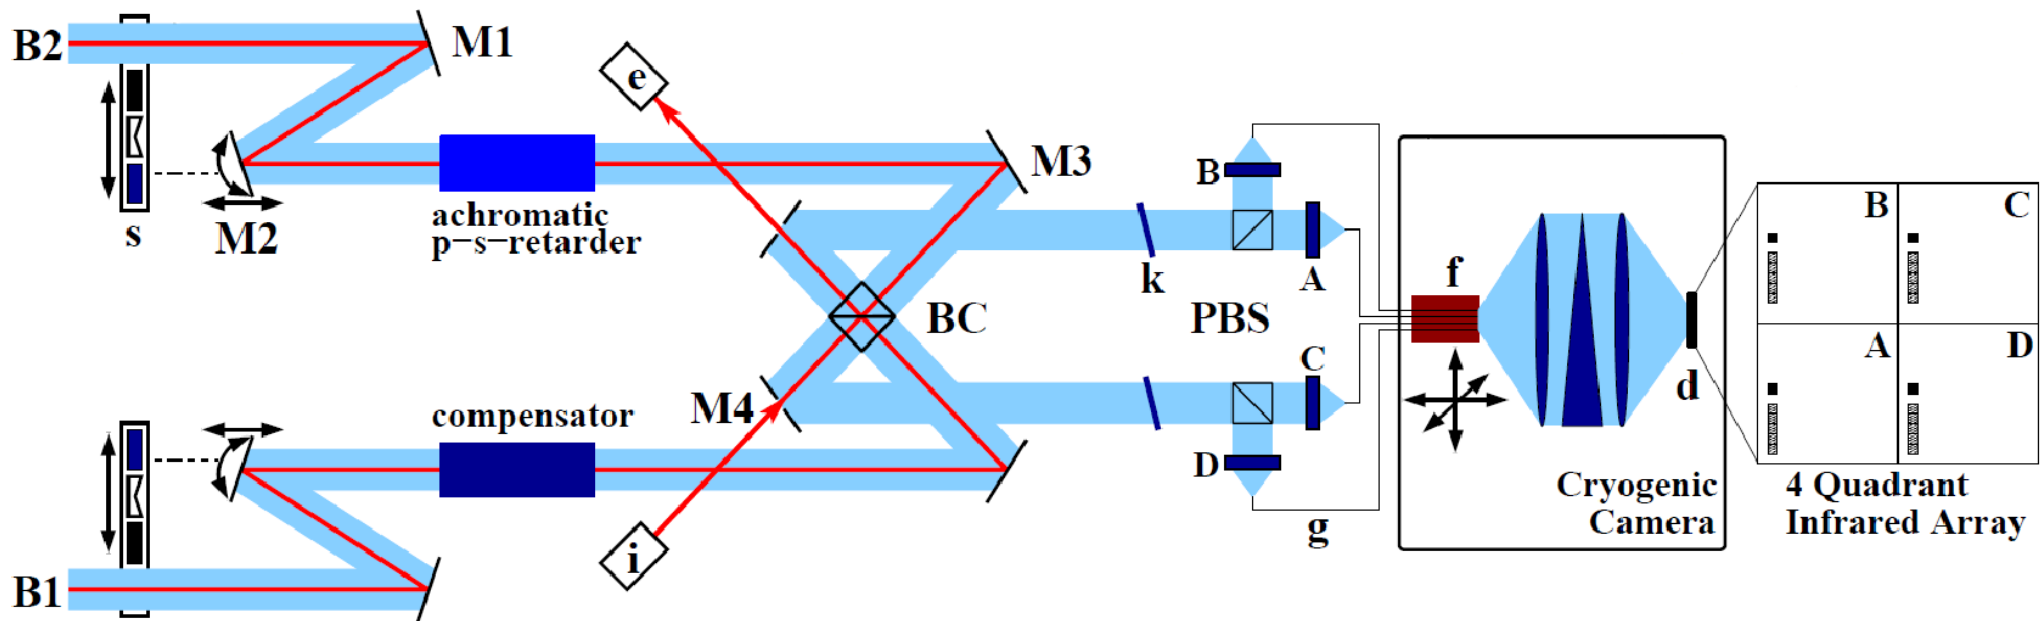 B2
M1
s
M2
achromatic
p-s-retarder
e
M3
B
A
k
BC
PBS
f
M4
compensator
C
D
g
i
B1
d
Cryogenic
Camera
B
C
A
D
4 Quadrant
Infrared Array